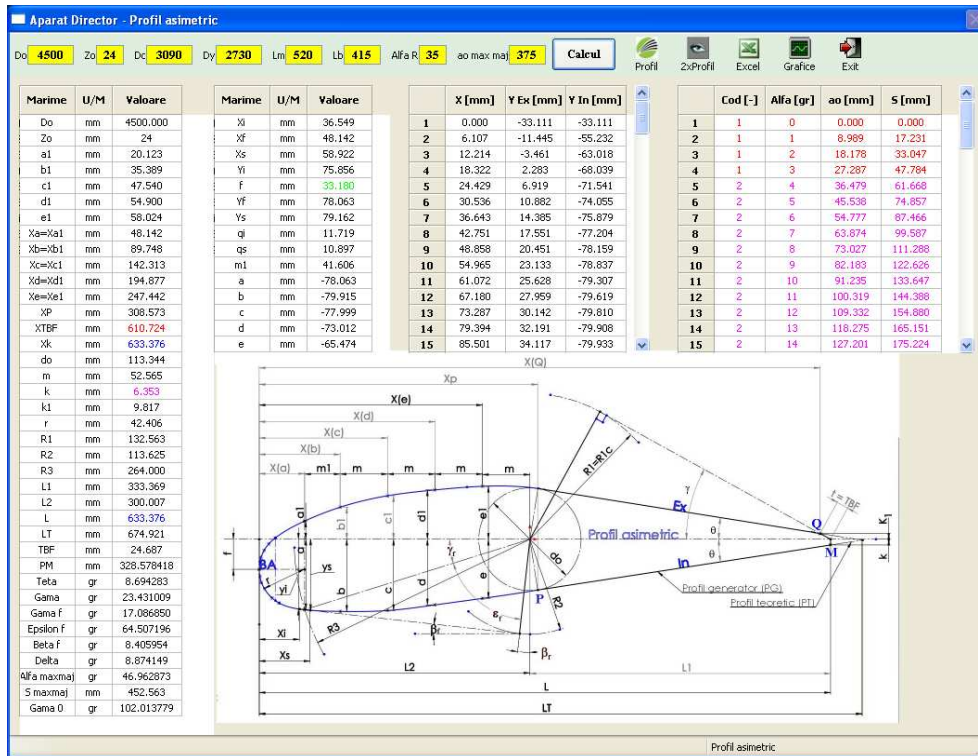 Aparat Director - Profil asimetric
Do 4500 Zo 24 Dc 3090 Dy 2730 Lm 520 Lb 415 Alfa R 35 ao max maj 375 Calcul
Profil 2xProfil Excel Grafice Exit
Marime U/M Valoare
Do mm 4500.000
Zo mm 24
a1 mm 20.123
b1 mm 35.389
c1 mm 47.540
d1 mm 54.900
e1 mm 58.024
Xa=Xa1 mm 48.142
Xb=Xb1 mm 89.748
Xc=Xc1 mm 142.313
Xd=Xd1 mm 194.877
Xe=Xe1 mm 247.442
XP mm 308.573
XTBF mm 610.724
Xk mm 633.376
do mm 113.344
m mm 52.565
k mm 6.353
k1 mm 9.817
r mm 42.406
R1 mm 132.563
R2 mm 113.625
R3 mm 264.000
L1 mm 333.369
L2 mm 300.007
L mm 633.376
LT mm 674.921
TBF mm 24.687
PM mm 328.578418
Teta gr 8.694283
Gama gr 23.431009
Gama f gr 17.086850
Epsilon f gr 64.507196
Beta f gr 8.405954
Delta gr 8.874149
Alfa maxmaj gr 46.962873
S maxmaj mm 452.563
Gama 0 gr 102.013779
Marime U/M Valoare
Xi mm 36.549
Xf mm 48.142
Xs mm 58.922
Yi mm 75.856
f mm 33.180
Yf mm 78.063
Ys mm 79.162
qi mm 11.719
qs mm 10.897
m1 mm 41.606
a mm -78.063
b mm -79.915
c mm -77.999
d mm -73.012
e mm -65.474
X [mm] Y Ex [mm] Y In [mm]
1 0.000 -33.111 -33.111
2 6.107 -11.445 -55.232
3 12.214 -3.461 -63.018
4 18.322 2.283 -68.039
5 24.429 6.919 -71.541
6 30.536 10.882 -74.055
7 36.643 14.385 -75.879
8 42.751 17.551 -77.204
9 48.858 20.451 -78.159
10 54.965 23.133 -78.837
11 61.072 25.628 -79.307
12 67.180 27.959 -79.619
13 73.287 30.142 -79.810
14 79.394 32.191 -79.908
15 85.501 34.117 -79.933
Cod [-] Alfa [gr] ao [mm] S [mm]
1 1 0 0.000 0.000
2 1 1 8.989 17.231
3 1 2 18.178 33.047
4 1 3 27.287 47.784
5 2 4 36.479 61.668
6 2 5 45.538 74.857
7 2 6 54.777 87.466
8 2 7 63.874 99.587
9 2 8 73.027 111.288
10 2 9 82.183 122.626
11 2 10 91.235 133.647
12 2 11 100.319 144.388
13 2 12 109.332 154.880
14 2 13 118.275 165.151
15 2 14 127.201 175.224
X(Q)
Xp
X(e)
X(d)
X(c)
X(b)
X(a) m1 m m m m
R1=R1c
γ
t = TBF
a1 b1 c1 d1 e1
Ex
Q
K1
f
BA
Profil asimetric
θ
θ
k
M
r
a
ys
yi
b c d e
γf
do
In
P
R2
Profil generator (PG)
Profil teoretic (PT)
εf
R3
Xi
βf
βf
Xs
L2 L1
L
LT
Profil asimetric